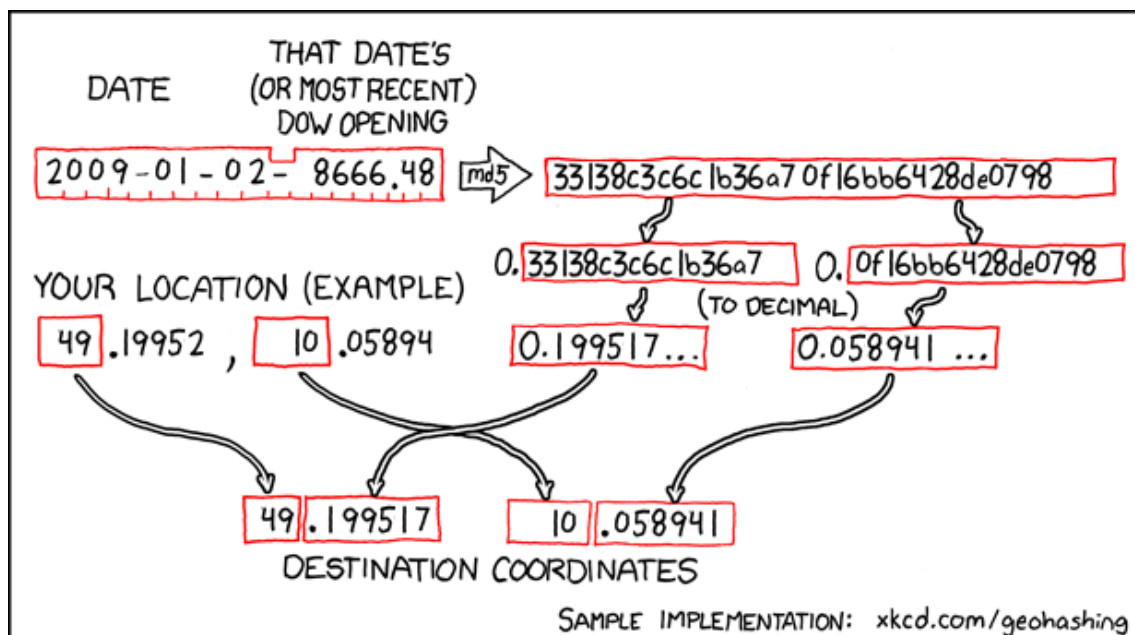 DATE
THAT DATE'S
(OR MOST RECENT)
DOW OPENING
2009-01-02-8666.48
md5
33138c3c6c1b36a70f16bb6428de0798
0.33138c3c6c1b36a7
0.0f16bb6428de0798
YOUR LOCATION (EXAMPLE)
(TO DECIMAL)
49.19952, 10.05894
0.199517...
0.058941...
49.199517
10.058941
DESTINATION COORDINATES
SAMPLE IMPLEMENTATION: xkcd.com/geohashing